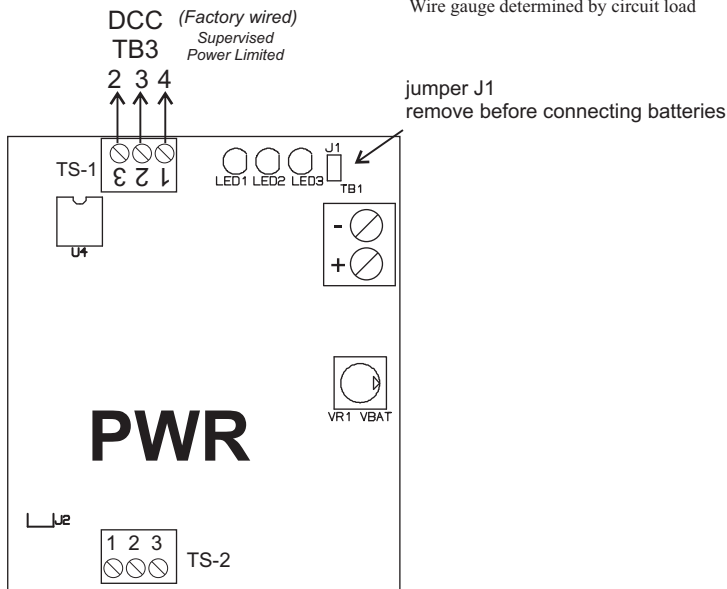 Wire gauge determined by circuit load
DCC (Factory wired)
TB3 Supervised
Power Limited
2 3 4
jumper J1
remove before connecting batteries
TS-1 3 2 1
LED1 LED2 LED3 J1
TB1
U4
-
+
VR1 VBAT
PWR
J2
1 2 3
TS-2